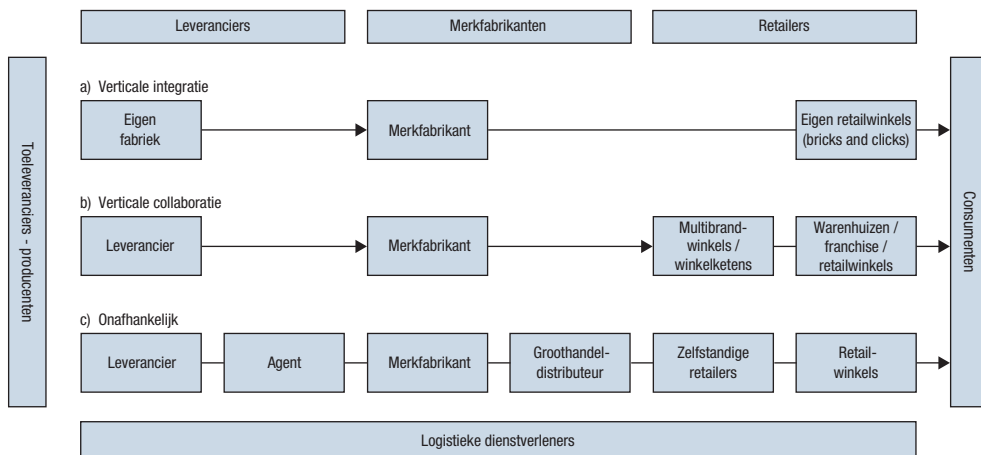 Leveranciers
Merkfabrikanten
Retailers
Toeleveranciers - producenten
a) Verticale integratie
Eigen
fabriek
Merkfabrikant
Eigen retailwinkels
(bricks and clicks)
b) Verticale collaboratie
Leverancier
Merkfabrikant
Multibrand-
winkels /
winkelketens
Warenhuizen /
franchise /
retailwinkels
c) Onafhankelijk
Leverancier
Agent
Merkfabrikant
Groothandel-
distributeur
Zelfstandige
retailers
Retail-
winkels
Consumenten
Logistieke dienstverleners